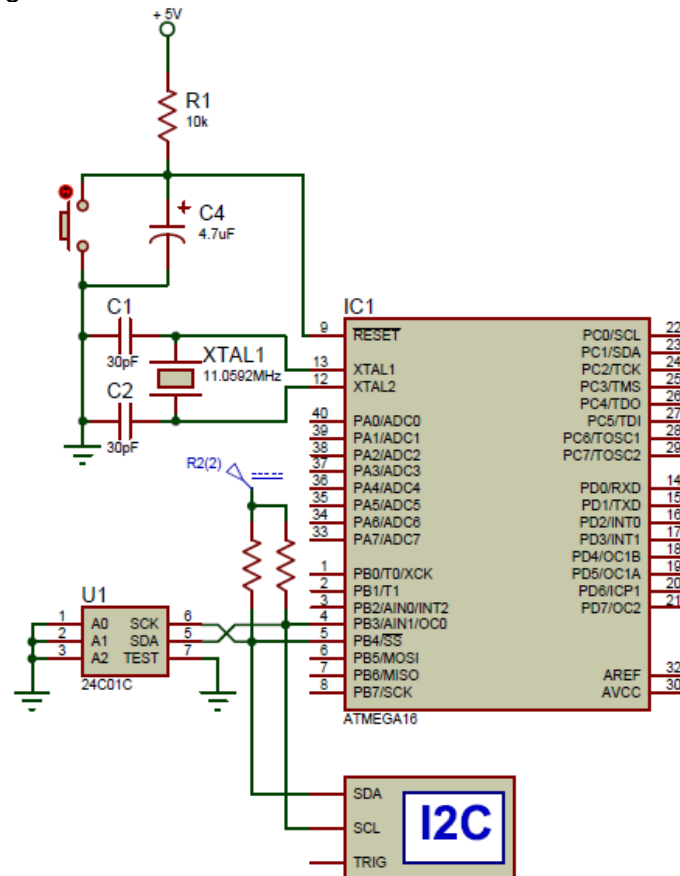 + 5V
R1
10k
C4
4.7uF
+
C1
30pF
XTAL1
11.0592MHz
C2
30pF
R2(2)
IC1
9 RESET
13 XTAL1
12 XTAL2
40 PA0/ADC0
39 PA1/ADC1
38 PA2/ADC2
37 PA3/ADC3
36 PA4/ADC4
35 PA5/ADC5
34 PA6/ADC6
33 PA7/ADC7
1 PB0/T0/XCK
2 PB1/T1
3 PB2/AIN0/INT2
4 PB3/AIN1/OC0
5 PB4/SS
6 PB5/MOSI
7 PB6/MISO
8 PB7/SCK
PC0/SCL 22
PC1/SDA 23
PC2/TCK 24
PC3/TMS 25
PC4/TDO 26
PC5/TDI 27
PC6/TOSC1 28
PC7/TOSC2 29
PD0/RXD 14
PD1/TXD 15
PD2/INT0 16
PD3/INT1 17
PD4/OC1B 18
PD5/OC1A 19
PD6/ICP1 20
PD7/OC2 21
AREF 32
AVCC 30
ATMEGA16
U1
1 A0 SCK 6
2 A1 SDA 5
3 A2 TEST 7
24C01C
SDA
SCL
TRIG
I2C